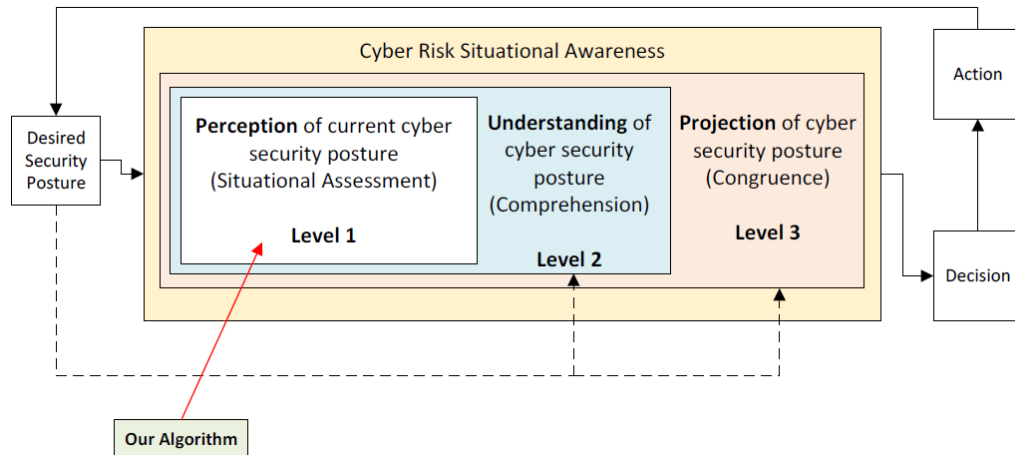 Cyber Risk Situational Awareness
Desired
Security
Posture
Perception of current cyber
security posture
(Situational Assessment)
Level 1
Understanding of
cyber security
posture
(Comprehension)
Level 2
Projection of cyber
security posture
(Congruence)
Level 3
Action
Decision
Our Algorithm